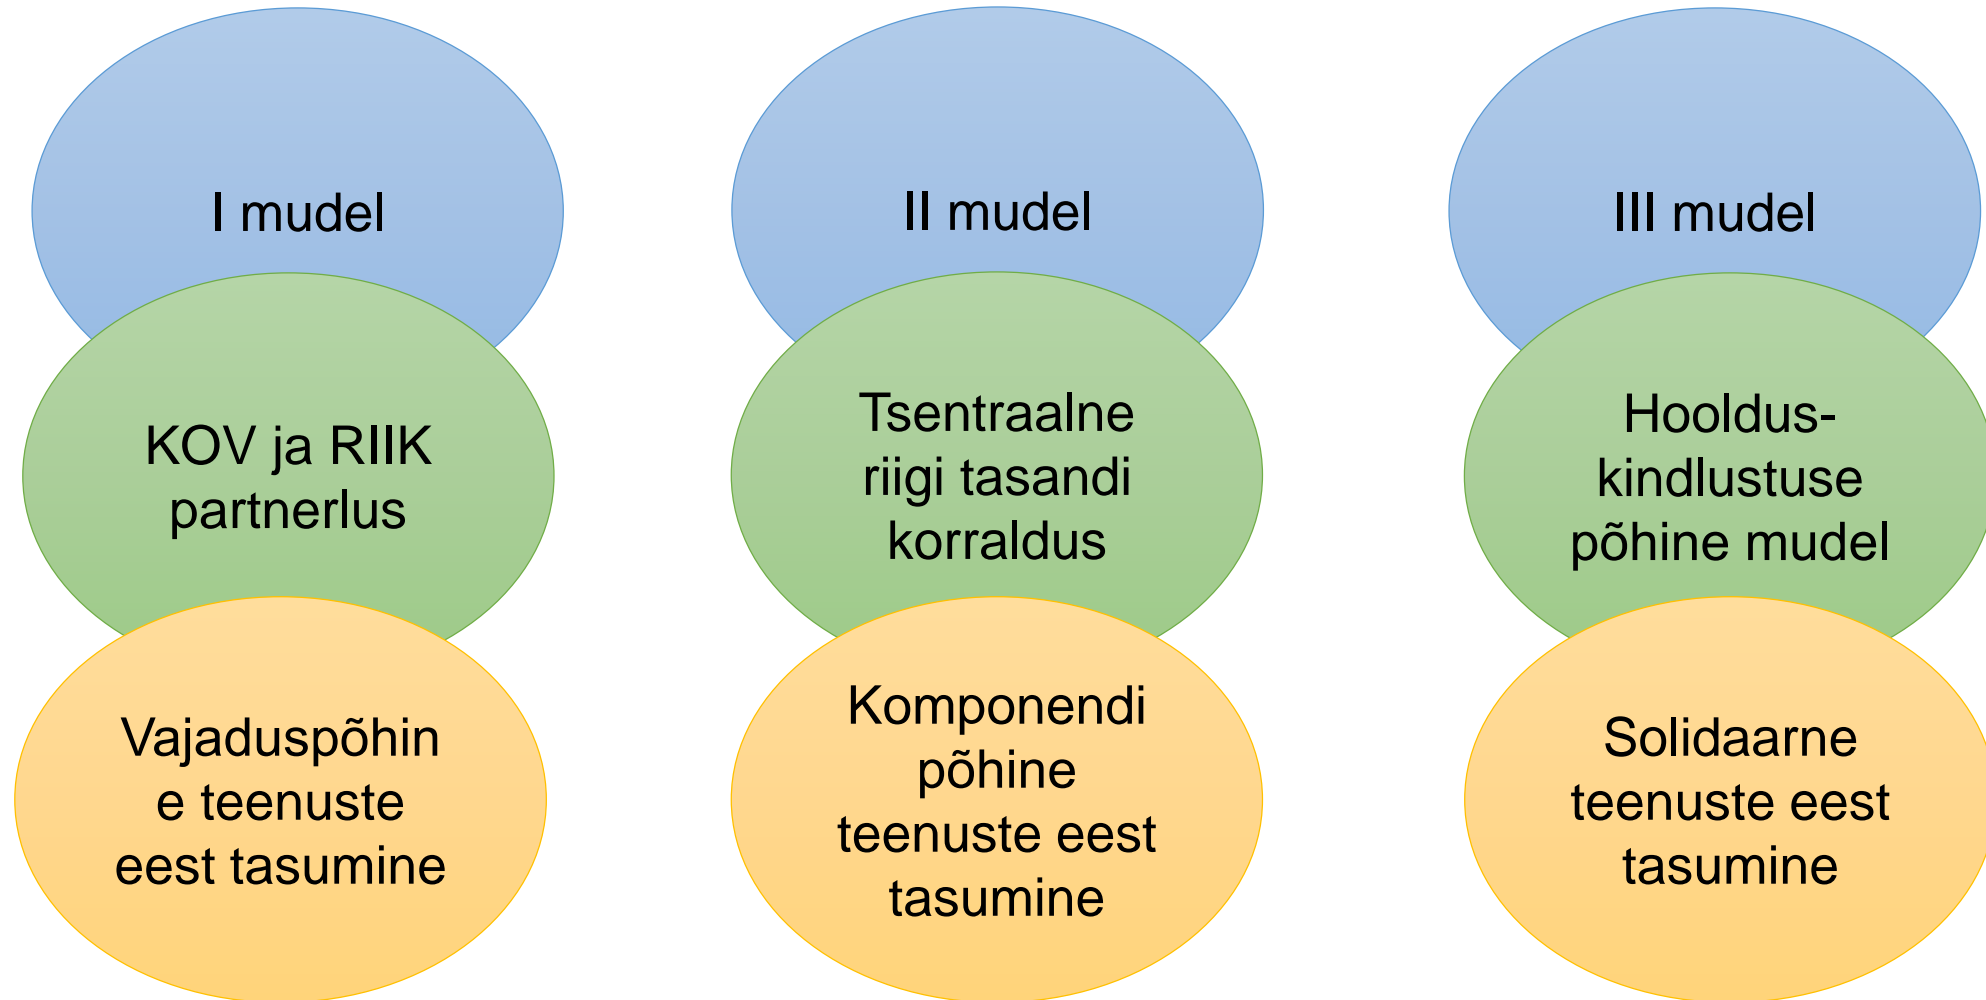 I mudel
KOV ja RIIK
partnerlus
Vajaduspõhin
e teenuste
eest tasumine
II mudel
Tsentraalne
riigi tasandi
korraldus
Komponendi
põhine
teenuste eest
tasumine
III mudel
Hooldus-
kindlustuse
põhine mudel
Solidaarne
teenuste eest
tasumine